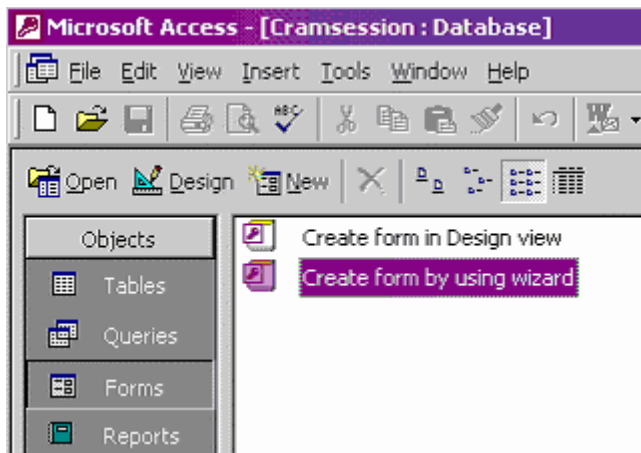 Microsoft Access - [Cramsession : Database]
File Edit View Insert Tools Window Help
ABC
Open Design New
Objects
Create form in Design view
Create form by using wizard
Tables
Queries
Forms
Reports